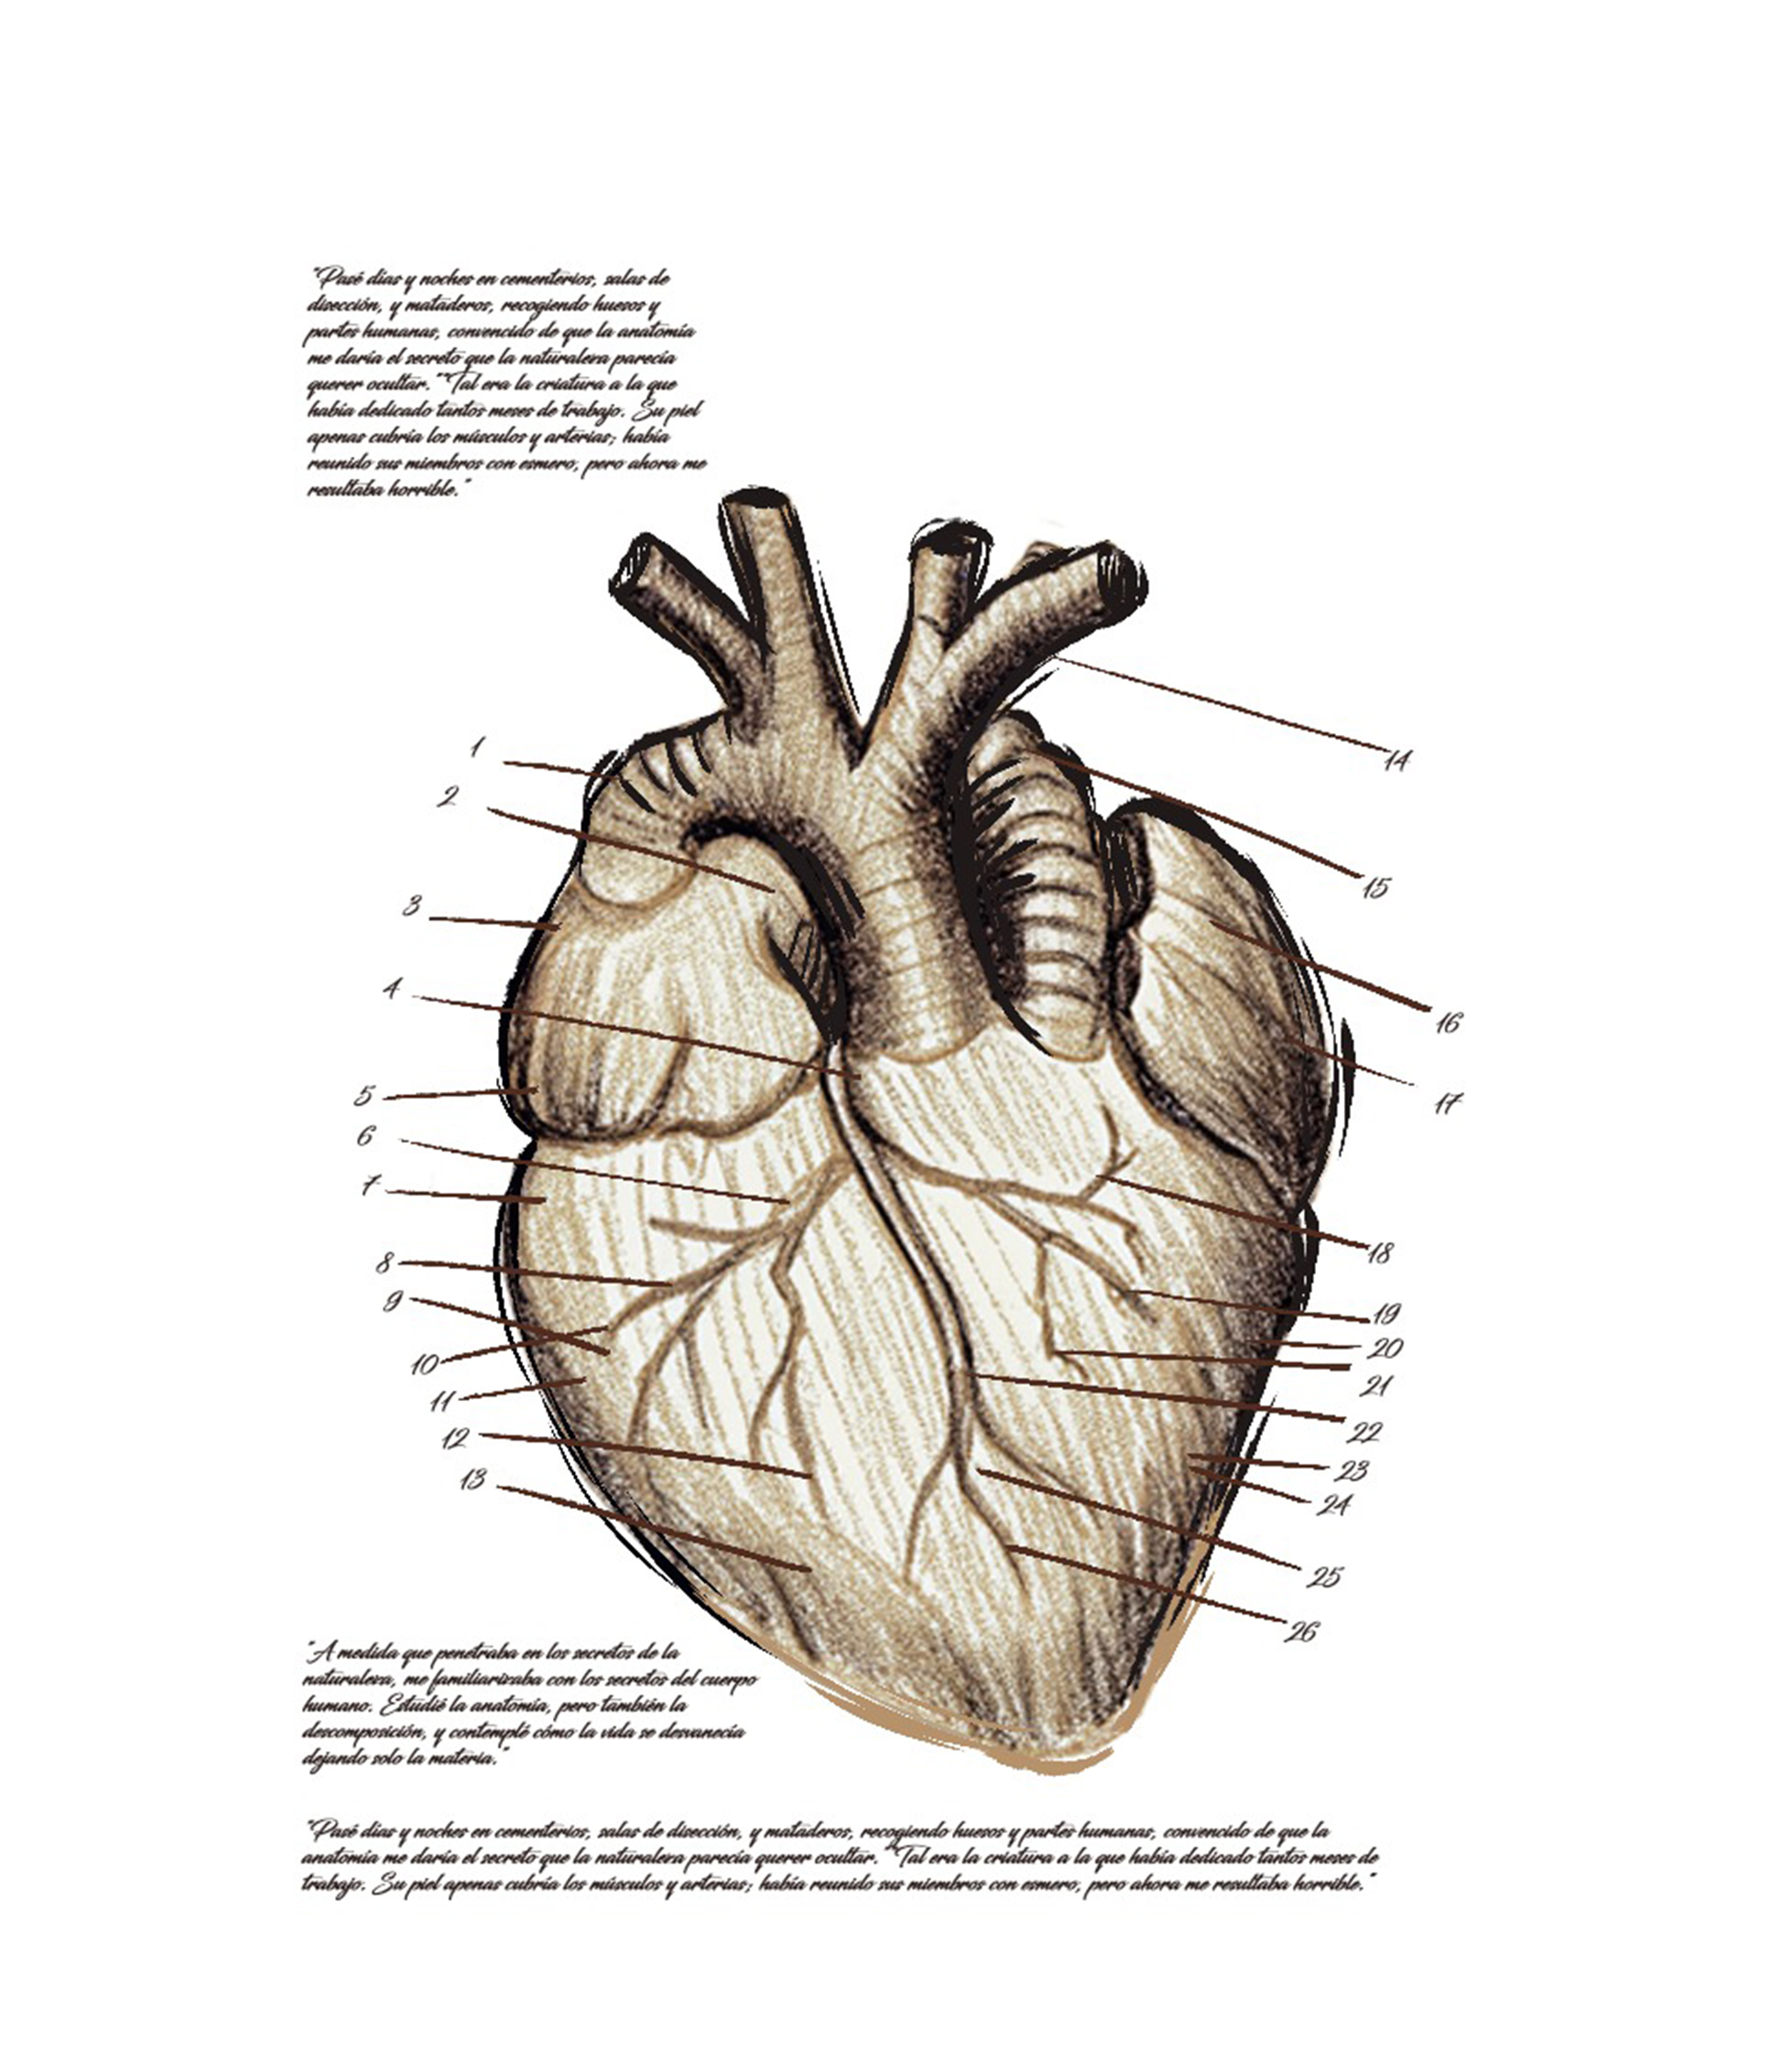 "Pasé días y noches en cementerios, salas de
disección, y mataderos, recogiendo huesos y
partes humanas, convencido de que la anatomía
me daría el secreto que la naturaleza parecía
querer ocultar.""Tal era la criatura a la que
había dedicado tantos meses de trabajo. Su piel
apenas cubría los músculos y arterias; había
reunido sus miembros con esmero, pero ahora me
resultaba horrible."
1
2
3
4
5
6
7
8
9
10
11
12
13
14
15
16
17
18
19
20
21
22
23
24
25
26
"A medida que penetraba en los secretos de la
naturaleza, me familiarizaba con los secretos del cuerpo
humano. Estudié la anatomía, pero también la
descomposición, y contemplé cómo la vida se desvanecía
dejando solo la materia."
"Pasé días y noches en cementerios, salas de disección, y mataderos, recogiendo huesos y partes humanas, convencido de que la
anatomía me daría el secreto que la naturaleza parecía querer ocultar.""Tal era la criatura a la que había dedicado tantos meses de
trabajo. Su piel apenas cubría los músculos y arterias; había reunido sus miembros con esmero, pero ahora me resultaba horrible."